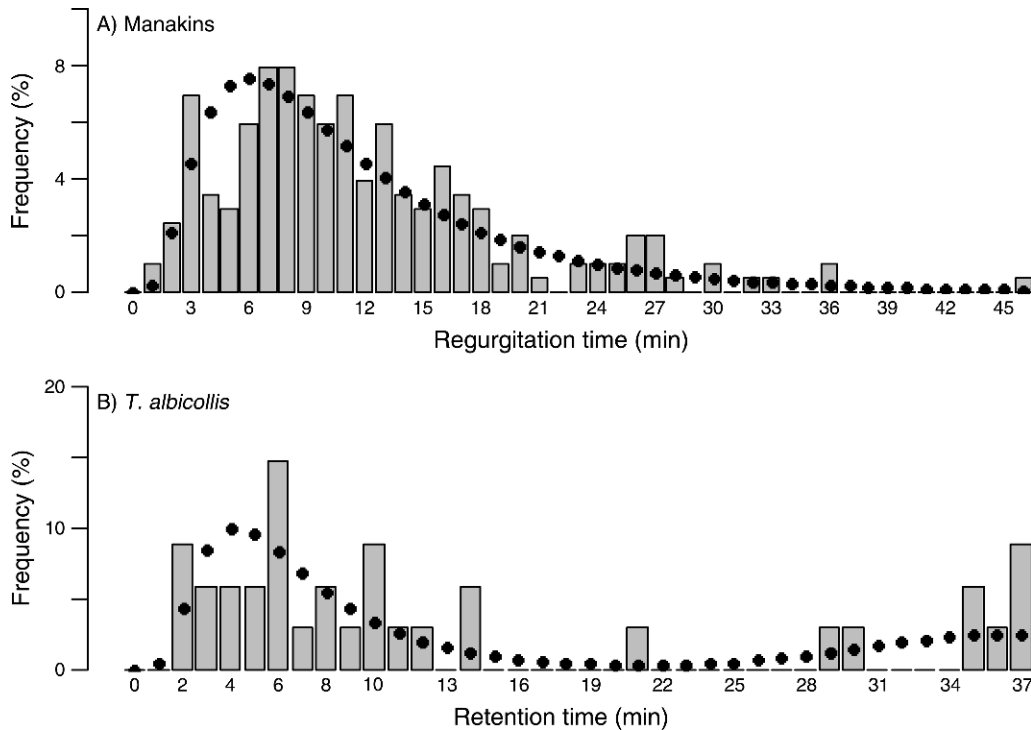 A) Manakins
Frequency (%)
8
4
0
0 3 6 9 12 15 18 21 24 27 30 33 36 39 42 45
Regurgitation time (min)
B) T. albicollis
Frequency (%)
20
10
0
0 2 4 6 8 10 13 16 19 22 25 28 31 34 37
Retention time (min)